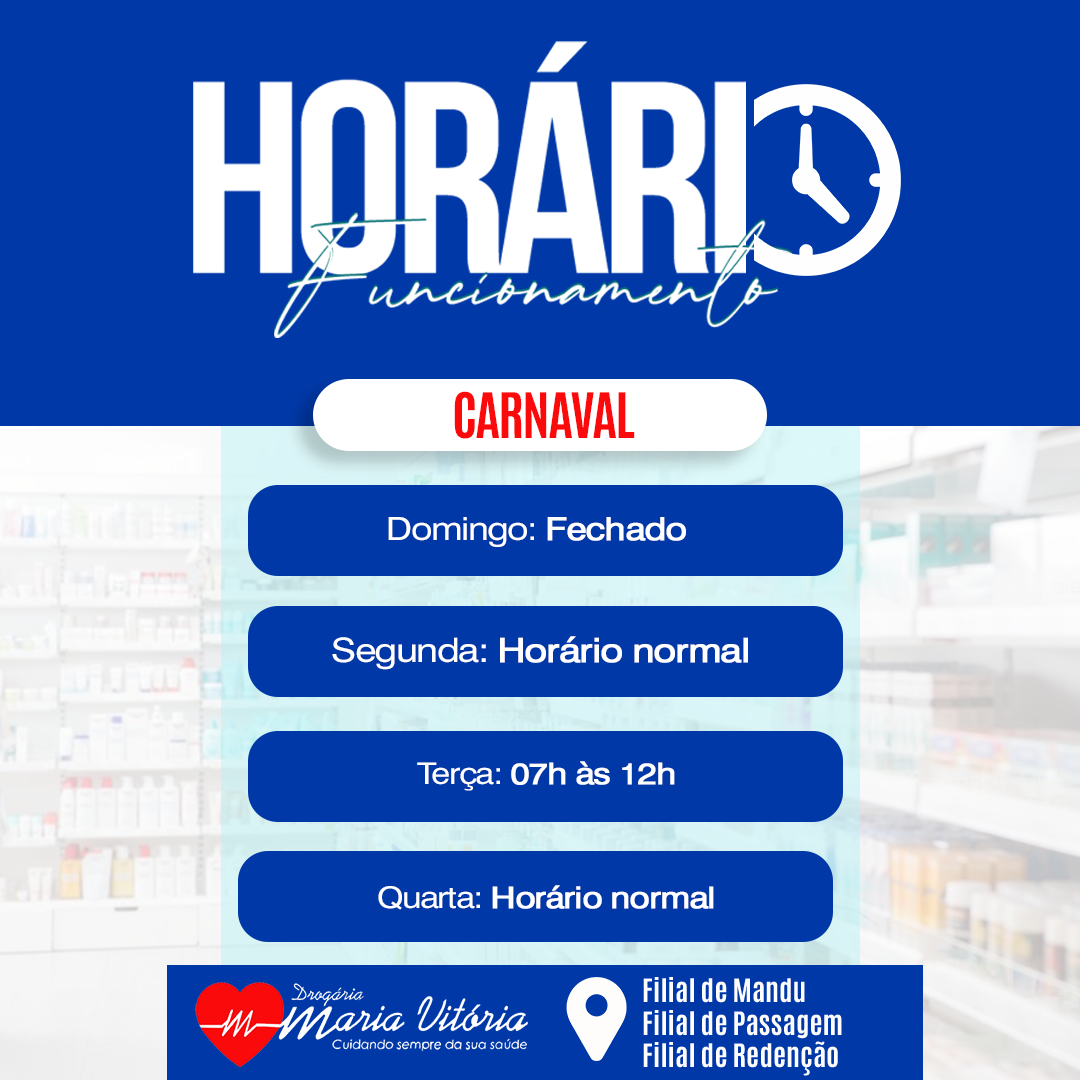 HORÁRIO
Funcionamento
CARNAVAL
Domingo: Fechado
Segunda: Horário normal
Terça: 07h às 12h
Quarta: Horário normal
Drogária
Maria Vitória
Cuidando sempre da sua saúde
Filial de Mandu
Filial de Passagem
Filial de Redenção